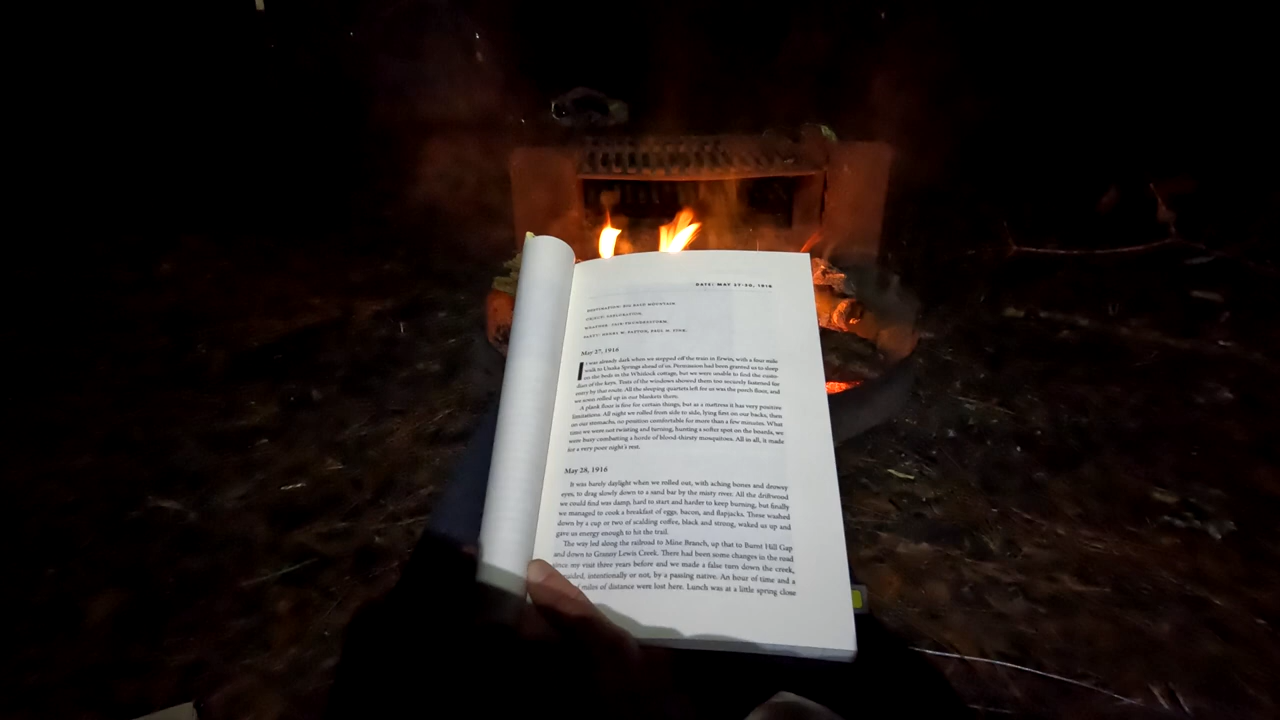 DATE: MAY 27-30, 1916
DESTINATION: BIG BALD MOUNTAIN
OBJECT: EXPLORATION
WEATHER: FAIR-THUNDERSTORM
May 27, 1916
It was already dark when we stepped off the train in Erwin, with a four-mile
walk to Unaka Springs ahead of us. Permission had been granted us to sleep
on the beds in the Whitlock cottage, but we were unable to find the custo-
dian of the keys. Tests of the windows showed them too securely fastened for
entry by that route. All the sleeping quarters left for us was the porch floor, and
we soon rolled up in our blankets there.
A plank floor is fine for certain things, but as a mattress it has very positive
limitations. All night we rolled from side to side, lying first on our backs, then
on our stomachs, no position comfortable for more than a few minutes. What
time we were not twisting and turning, hunting a softer spot on the boards, we
were busy combatting a horde of blood-thirsty mosquitoes. All in all, it made
for a very poor night's rest.
May 28, 1916
It was barely daylight when we rolled out, with aching bones and drowsy
eyes, to drag slowly down to a sand bar by the misty river. All the driftwood
we could find was damp, hard to start and harder to keep burning, but finally
we managed to cook a breakfast of eggs, bacon, and flapjacks. These washed
down by a cup or two of scalding coffee, black and strong, waked us up and
gave us energy enough to hit the trail.
The way led along the railroad to Mine Branch, up that to Burnt Hill Gap
and down to Granny Lewis Creek. There had been some changes in the road
since my visit three years before and we made a false turn down the creek,
intentionally or not, by a passing native. An hour of time and a
miles of distance were lost here. Lunch was at a little spring close